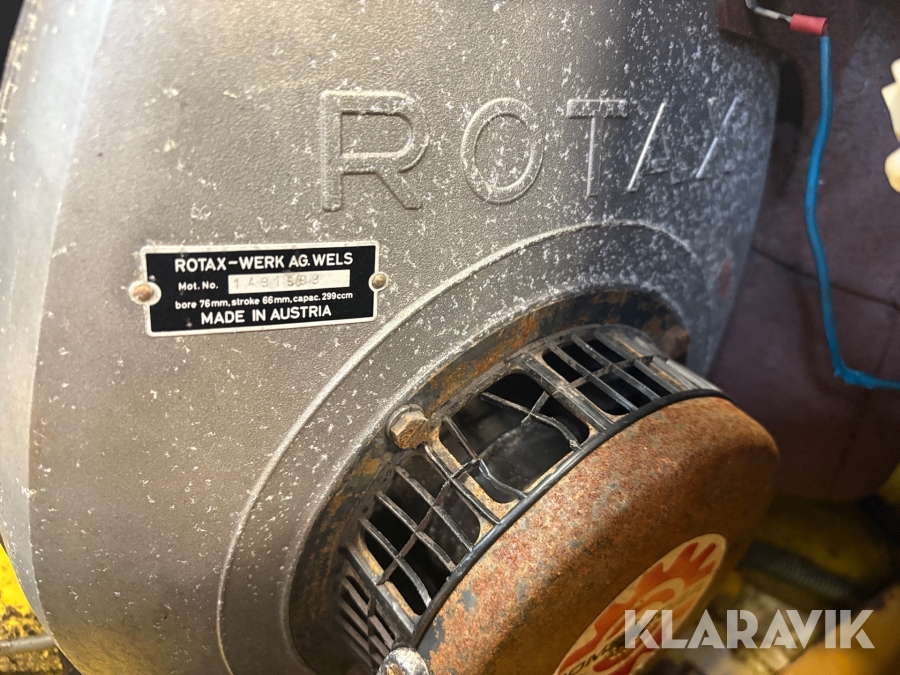 ROTAX
ROTAX-WERK AG. WELS
Mot. No.
bore 76mm, stroke 66mm, capac. 299ccm
MADE IN AUSTRIA
KLARAVIK